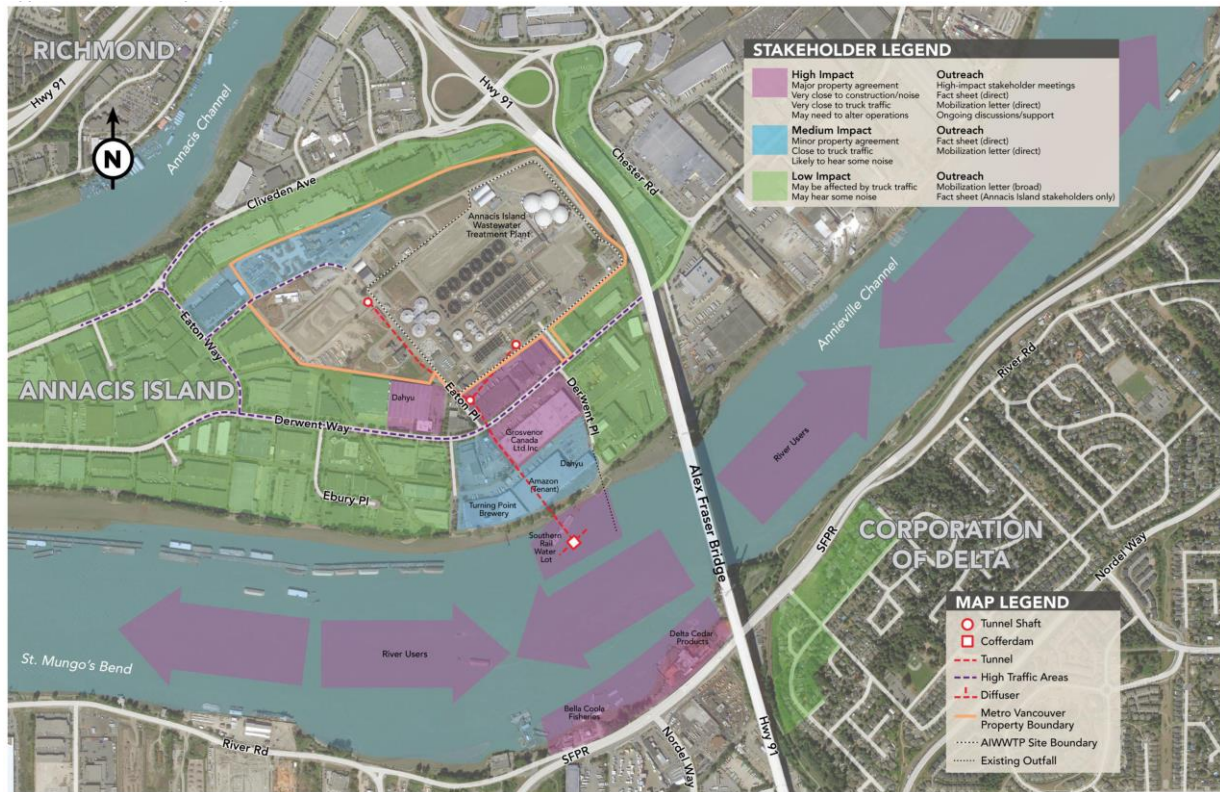 RICHMOND
Hwy 91
Annacis Channel
N
Hwy 91
Cliveden Ave
Chester Rd
Annacis Island
Wastewater
Treatment Plant
STAKEHOLDER LEGEND
High Impact
Major property agreement
Very close to construction/noise
Very close to truck traffic
May need to alter operations
Outreach
High-impact stakeholder meetings
Fact sheet (direct)
Mobilization letter (direct)
Ongoing discussions/support
Medium Impact
Minor property agreement
Close to truck traffic
Likely to hear some noise
Outreach
Fact sheet (direct)
Mobilization letter (direct)
Low Impact
May be affected by truck traffic
May hear some noise
Outreach
Mobilization letter (broad)
Fact sheet (Annacis Island stakeholders only)
Annieville Channel
River Rd
Eaton Way
ANNACIS ISLAND
Dahyu
Eaton Pl
Derwent Pl
Derwent Way
Grosvenor
Canada
Ltd.Inc
Ebury Pl
Dahyu
Amazon
(Tenant)
Turning Point
Brewery
Southern
Rail
Water
Lot
Alex Fraser Bridge
River Users
SFPR
CORPORATION
OF DELTA
Nordel Way
St. Mungo's Bend
River Users
Delta Cedar
Products
Bella Coola
Fisheries
River Rd
SFPR
Nordel
Way
Hwy 91
MAP LEGEND
Tunnel Shaft
Cofferdam
Tunnel
High Traffic Areas
Diffuser
Metro Vancouver
Property Boundary
AIWWTP Site Boundary
Existing Outfall